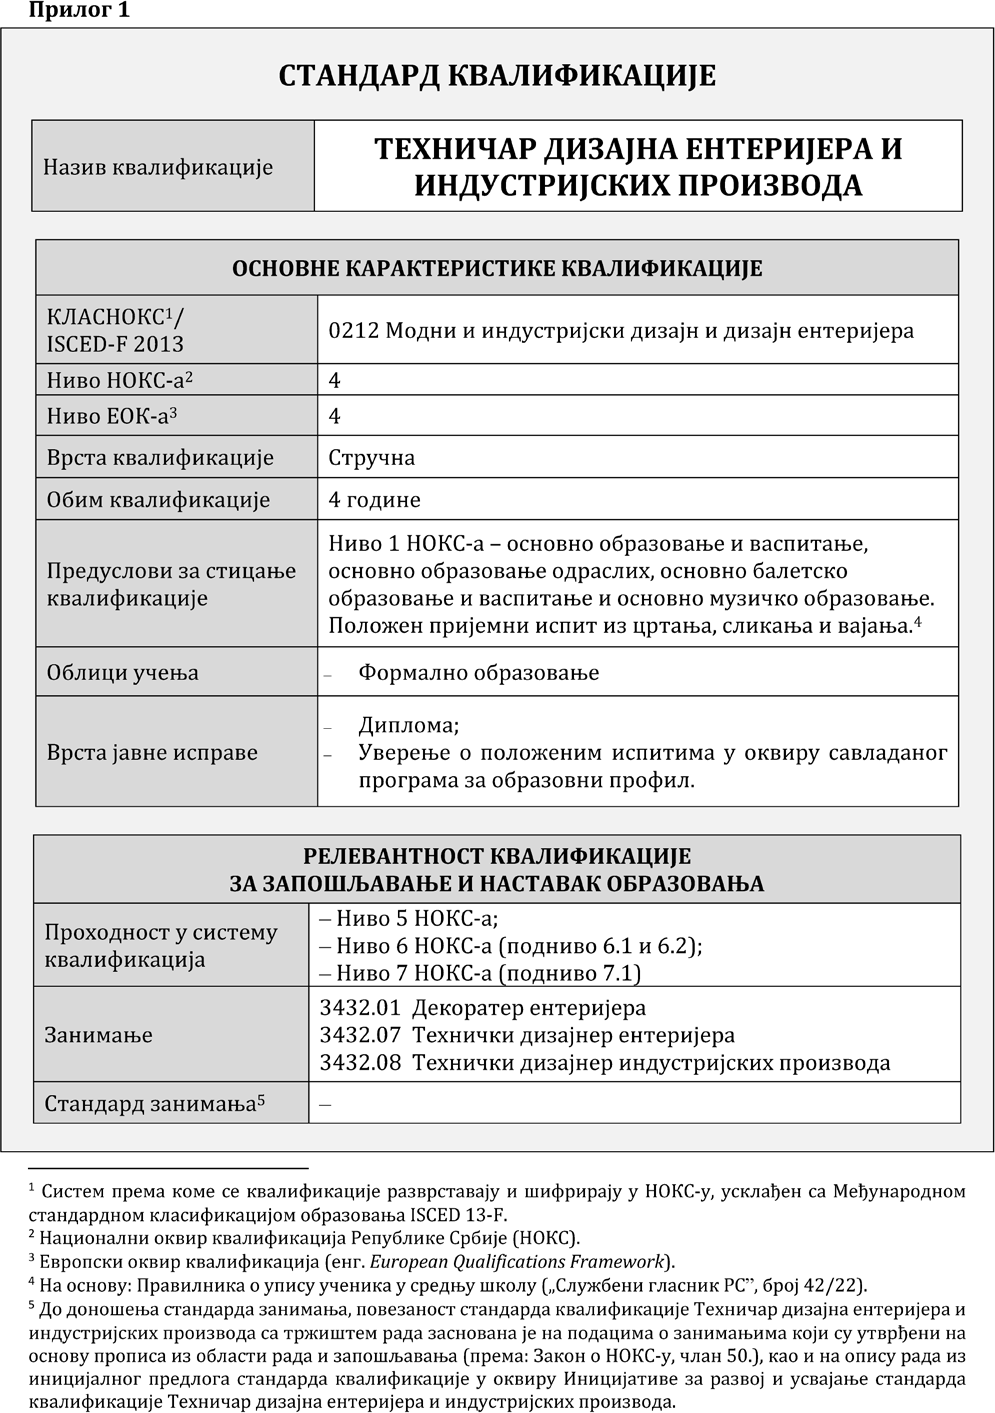 Прилог 1
СТАНДАРД КВАЛИФИКАЦИЈЕ
Назив квалификације
ТЕХНИЧАР ДИЗАЈНА ЕНТЕРИЈЕРА И
ИНДУСТРИЈСКИХ ПРОИЗВОДА
ОСНОВНЕ КАРАКТЕРИСТИКЕ КВАЛИФИКАЦИЈЕ
КЛАСНОКС¹/
ISCED-F 2013
0212 Модни и индустријски дизајн и дизајн ентеријера
Ниво НОКС-а²
4
Ниво ЕОК-а³
4
Врста квалификације
Стручна
Обим квалификације
4 године
Предуслови за стицање
квалификације
Ниво 1 НОКС-а – основно образовање и васпитање,
основно образовање одраслих, основно балетско
образовање и васпитање и основно музичко образовање.
Положен пријемни испит из цртања, сликања и вајања.⁴
Облици учења
– Формално образовање
Врста јавне исправе
– Диплома;
– Уверење о положеним испитима у оквиру савладаног
програма за образовни профил.
РЕЛЕВАНТНОСТ КВАЛИФИКАЦИЈЕ
ЗА ЗАПОШЉАВАЊЕ И НАСТАВАК ОБРАЗОВАЊА
Проходност у систему
квалификација
– Ниво 5 НОКС-а;
– Ниво 6 НОКС-а (подниво 6.1 и 6.2);
– Ниво 7 НОКС-а (подниво 7.1)
Занимање
3432.01 Декоратер ентеријера
3432.07 Технички дизајнер ентеријера
3432.08 Технички дизајнер индустријских производа
Стандард занимања⁵
–
¹ Систем према коме се квалификације разврставају и шифрирају у НОКС-у, усклађен са Међународном
стандардном класификацијом образовања ISCED 13-F.
² Национални оквир квалификација Републике Србије (НОКС).
³ Европски оквир квалификација (енг. European Qualifications Framework).
⁴ На основу: Правилника о упису ученика у средњу школу („Службени гласник РС”, број 42/22).
⁵ До доношења стандарда занимања, повезаност стандарда квалификације Техничар дизајна ентеријера и
индустријских производа са тржиштем рада заснована је на подацима о занимањима који су утврђени на
основу прописа из области рада и запошљавања (према: Закон о НОКС-у, члан 50.), као и на опису рада из
иницијалног предлога стандарда квалификације у оквиру Иницијативе за развој и усвајање стандарда
квалификације Техничар дизајна ентеријера и индустријских производа.